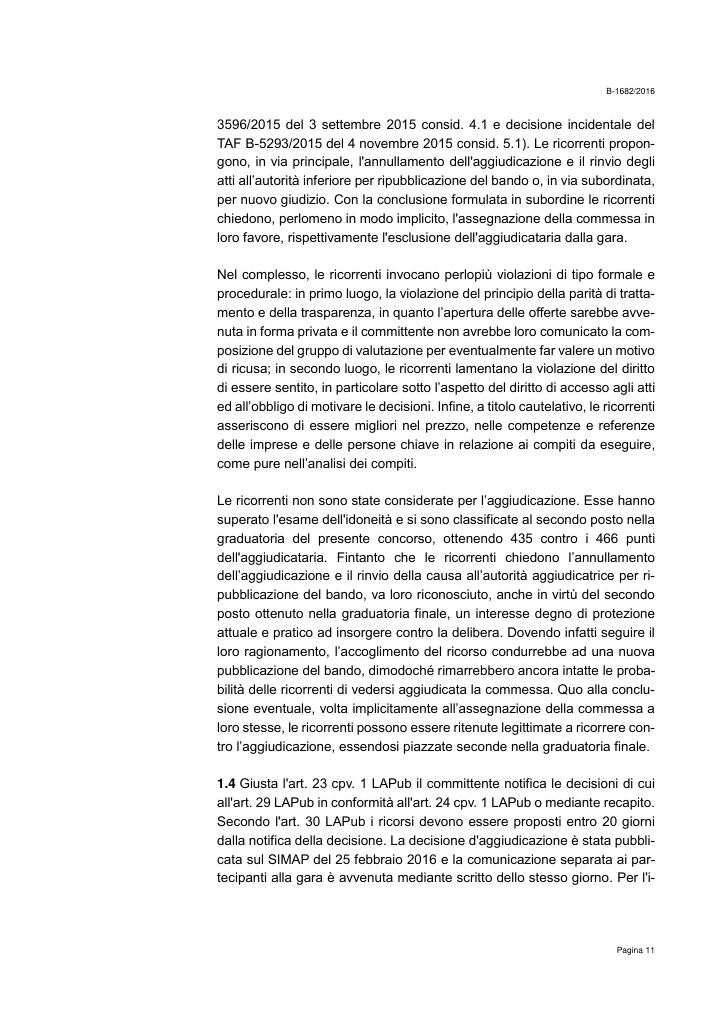 B-1682/2016
3596/2015 del 3 settembre 2015 consid. 4.1 e decisione incidentale del
TAF B-5293/2015 del 4 novembre 2015 consid. 5.1). Le ricorrenti propon-
gono, in via principale, l'annullamento dell'aggiudicazione e il rinvio degli
atti all’autorità inferiore per ripubblicazione del bando o, in via subordinata,
per nuovo giudizio. Con la conclusione formulata in subordine le ricorrenti
chiedono, perlomeno in modo implicito, l'assegnazione della commessa in
loro favore, rispettivamente l'esclusione dell'aggiudicataria dalla gara.
Nel complesso, le ricorrenti invocano perlopiù violazioni di tipo formale e
procedurale: in primo luogo, la violazione del principio della parità di tratta-
mento e della trasparenza, in quanto l’apertura delle offerte sarebbe avve-
nuta in forma privata e il committente non avrebbe loro comunicato la com-
posizione del gruppo di valutazione per eventualmente far valere un motivo
di ricusa; in secondo luogo, le ricorrenti lamentano la violazione del diritto
di essere sentito, in particolare sotto l’aspetto del diritto di accesso agli atti
ed all’obbligo di motivare le decisioni. Infine, a titolo cautelativo, le ricorrenti
asseriscono di essere migliori nel prezzo, nelle competenze e referenze
delle imprese e delle persone chiave in relazione ai compiti da eseguire,
come pure nell’analisi dei compiti.
Le ricorrenti non sono state considerate per l’aggiudicazione. Esse hanno
superato l'esame dell'idoneità e si sono classificate al secondo posto nella
graduatoria del presente concorso, ottenendo 435 contro i 466 punti
dell'aggiudicataria. Fintanto che le ricorrenti chiedono l’annullamento
dell’aggiudicazione e il rinvio della causa all’autorità aggiudicatrice per ri-
pubblicazione del bando, va loro riconosciuto, anche in virtù del secondo
posto ottenuto nella graduatoria finale, un interesse degno di protezione
attuale e pratico ad insorgere contro la delibera. Dovendo infatti seguire il
loro ragionamento, l’accoglimento del ricorso condurrebbe ad una nuova
pubblicazione del bando, dimodoché rimarrebbero ancora intatte le proba-
bilità delle ricorrenti di vedersi aggiudicata la commessa. Quo alla conclu-
sione eventuale, volta implicitamente all’assegnazione della commessa a
loro stesse, le ricorrenti possono essere ritenute legittimate a ricorrere con-
tro l’aggiudicazione, essendosi piazzate seconde nella graduatoria finale.
1.4 Giusta l'art. 23 cpv. 1 LAPub il committente notifica le decisioni di cui
all'art. 29 LAPub in conformità all'art. 24 cpv. 1 LAPub o mediante recapito.
Secondo l'art. 30 LAPub i ricorsi devono essere proposti entro 20 giorni
dalla notifica della decisione. La decisione d'aggiudicazione è stata pubbli-
cata sul SIMAP del 25 febbraio 2016 e la comunicazione separata ai par-
tecipanti alla gara è avvenuta mediante scritto dello stesso giorno. Per l'i-
Pagina 11